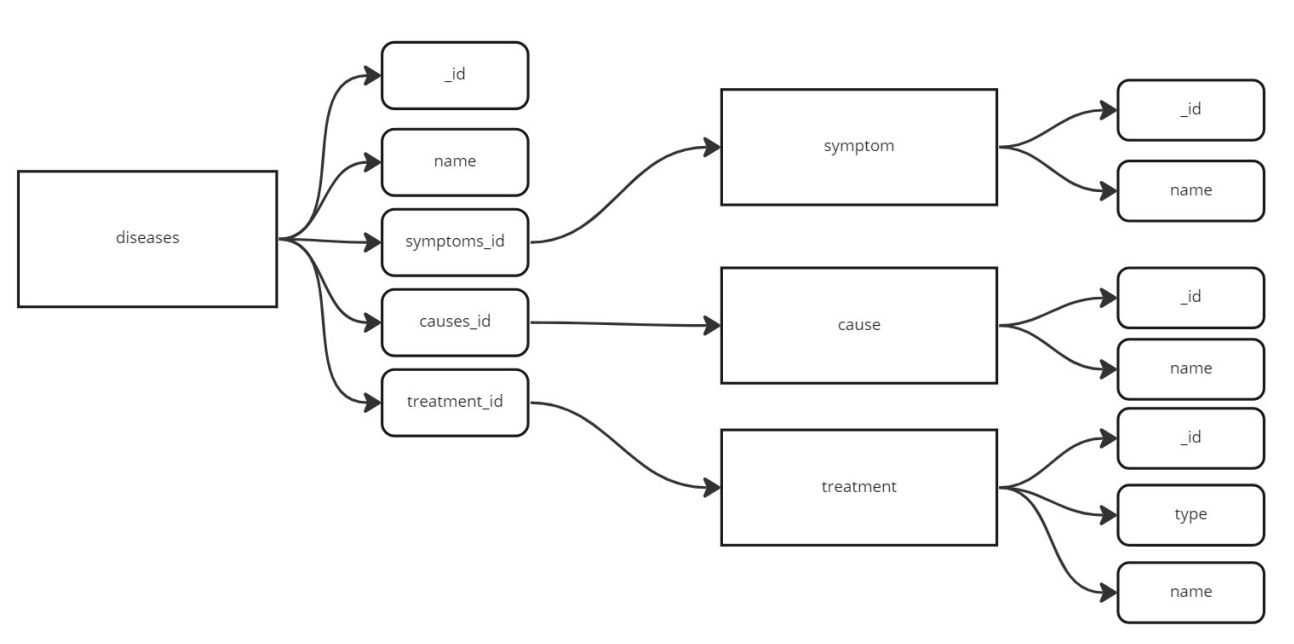 diseases
_id
name
symptoms_id
causes_id
treatment_id
symptom
_id
name
cause
_id
name
treatment
_id
type
name